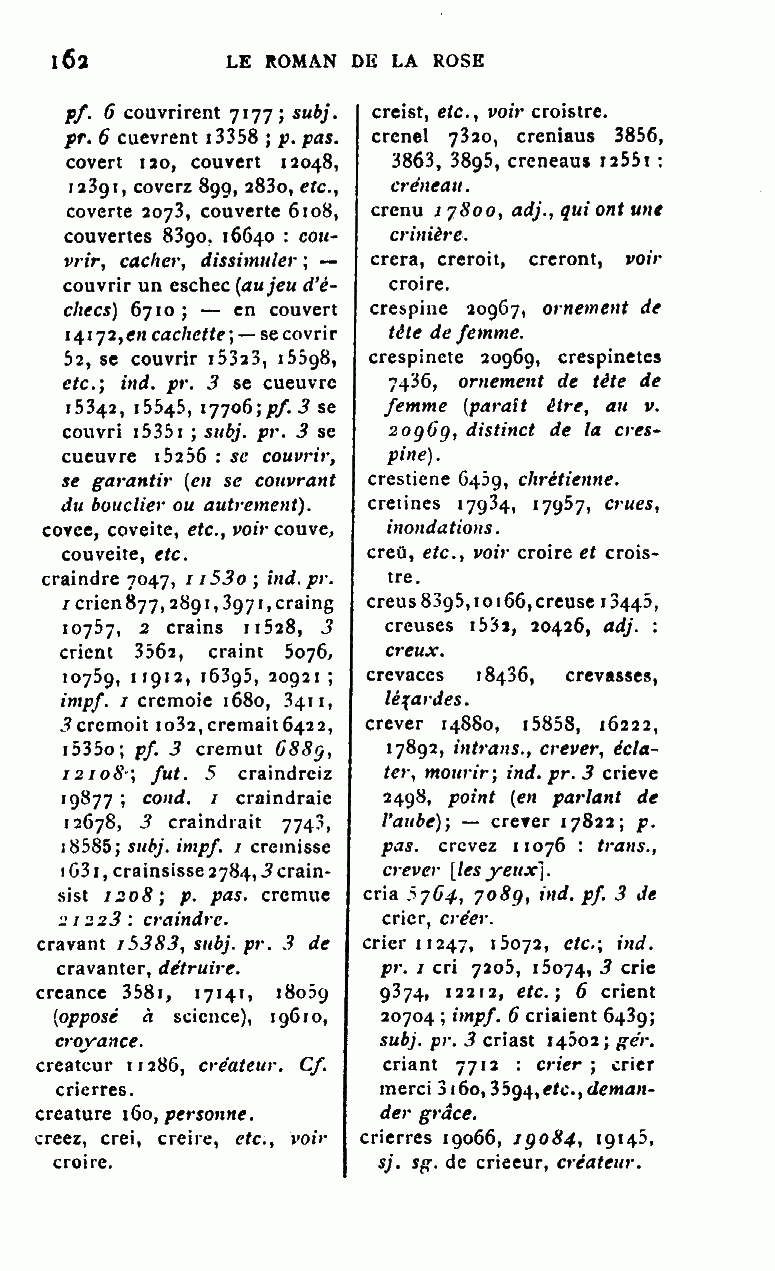 162 LE ROMAN DE LA ROSE
pf. 6 couvrirent 7177 ; subj.
pr. 6 cuevrent 13358 ; p. pas.
covert 120, couvert 12048,
12391, coverz 899, 2830, etc.,
coverte 2073, couverte 6108,
couvertes 8390, 16640 : cou-
vrir, cacher, dissimuler ; —
couvrir un eschec (au jeu d'é-
checs) 6710 ; — en couvert
14172, en cachette ; — se covrir
52, se couvrir 15323, 15598,
etc.; ind. pr. 3 se cueuvre
15342, 15545, 17706 ; pf. 3 se
couvri 15351 ; subj. pr. 3 se
cueuvre 15256 : se couvrir,
se garantir (en se couvrant
du bouclier ou autrement).
covee, coveite, etc., voir couve,
couveite, etc.
craindre 7047, 11530 ; ind. pr.
1 crien 877, 2891, 3971, craing
10757, 2 crains 11528, 3
crient 3562, craint 5076,
10759, 11912, 16395, 20921 ;
impf. 1 cremoie 1680, 3411,
3 cremoit 1032, cremait 6422,
15350 ; pf. 3 cremut 6889,
12108 ; fut. 5 craindreiz
19877 ; cond. 1 craindraie
12678, 3 craindrait 7743,
18585 ; subj. impf. 1 cremisse
1631, crainsisse 2784, 3 crain-
sist 1208 ; p. pas. cremue
21223 : craindre.
cravant 15383, subj. pr. 3 de
cravanter, détruire.
creance 3581, 17141, 18059
(opposé à science), 19610,
croyance.
createur 11286, créateur. Cf.
crierres.
creature 160, personne.
creez, crei, creire, etc., voir
croire.
creist, etc., voir croistre.
crenel 7320, creniaus 3856,
3863, 3895, creneaus 12551 :
créneau.
crenu 17800, adj., qui ont une
crinière.
crera, creroit, creront, voir
croire.
crespine 20967, ornement de
tête de femme.
crespinete 20969, crespinetes
7436, ornement de tête de
femme (paraît être, au v.
20969, distinct de la cres-
pine).
crestiene 6459, chrétienne.
cretines 17934, 17957, crues,
inondations.
creü, etc., voir croire et crois-
tre.
creus 8395, 10166, creuse 13445,
creuses 1532, 20426, adj. :
creux.
crevaces 18436, crevasses,
lézardes.
crever 14880, 15858, 16222,
17892, intrans., crever, écla-
ter, mourir ; ind. pr. 3 crieve
2498, point (en parlant de
l'aube) ; — crever 17822 ; p.
pas. crevez 11076 : trans.,
crever [les yeux].
cria 5764, 7089, ind. pf. 3 de
crier, créer.
crier 11247, 15072, etc.; ind.
pr. 1 cri 7205, 15074, 3 crie
9374, 12212, etc. ; 6 crient
20704 ; impf. 6 criaient 6439;
subj. pr. 3 criast 14502 ; gér.
criant 7712 : crier ; crier
merci 3160, 3594, etc., deman-
der grâce.
crierres 19066, 19084, 19145,
sj. sg. de crieeur, créateur.